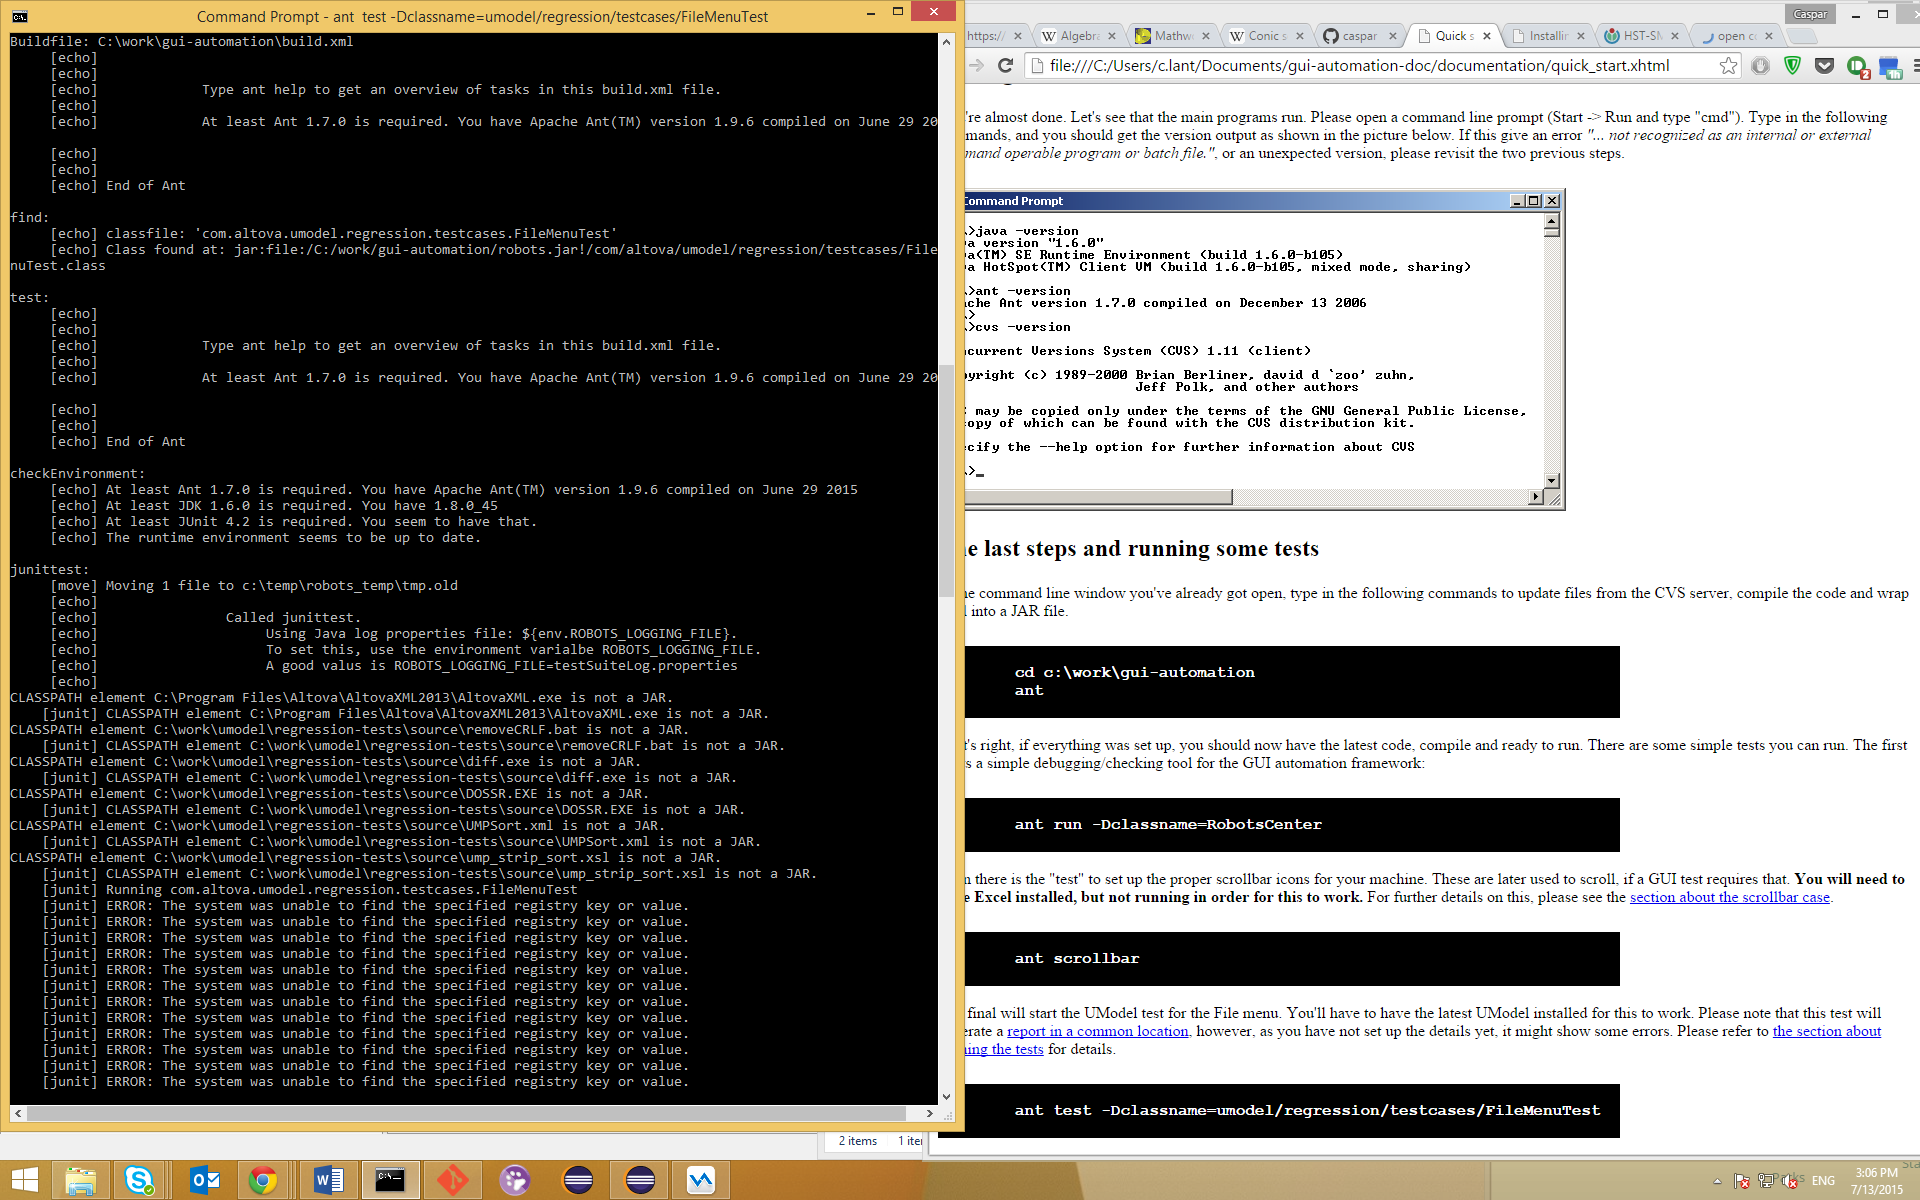 Command Prompt - ant  test -Dclassname=umodel/regression/testcases/FileMenuTest
Buildfile: C:\work\gui-automation\build.xml
[echo]
[echo]
[echo]             Type ant help to get an overview of tasks in this build.xml file.
[echo]
[echo]             At least Ant 1.7.0 is required. You have Apache Ant(TM) version 1.9.6 compiled on June 29 20
[echo]
[echo]
[echo] End of Ant
find:
[echo] classfile: 'com.altova.umodel.regression.testcases.FileMenuTest'
[echo] Class found at: jar:file:/C:/work/gui-automation/robots.jar!/com/altova/umodel/regression/testcases/File
nuTest.class
test:
[echo]
[echo]
[echo]             Type ant help to get an overview of tasks in this build.xml file.
[echo]
[echo]             At least Ant 1.7.0 is required. You have Apache Ant(TM) version 1.9.6 compiled on June 29 20
[echo]
[echo]
[echo] End of Ant
checkEnvironment:
[echo] At least Ant 1.7.0 is required. You have Apache Ant(TM) version 1.9.6 compiled on June 29 2015
[echo] At least JDK 1.6.0 is required. You have 1.8.0_45
[echo] At least JUnit 4.2 is required. You seem to have that.
[echo] The runtime environment seems to be up to date.
junittest:
[move] Moving 1 file to c:\temp\robots_temp\tmp.old
[echo]
[echo]                Called junittest.
[echo]                     Using Java log properties file: ${env.ROBOTS_LOGGING_FILE}.
[echo]                     To set this, use the environment varialbe ROBOTS_LOGGING_FILE.
[echo]                     A good valus is ROBOTS_LOGGING_FILE=testSuiteLog.properties
[echo]
CLASSPATH element C:\Program Files\Altova\AltovaXML2013\AltovaXML.exe is not a JAR.
[junit] CLASSPATH element C:\Program Files\Altova\AltovaXML2013\AltovaXML.exe is not a JAR.
CLASSPATH element C:\work\umodel\regression-tests\source\removeCRLF.bat is not a JAR.
[junit] CLASSPATH element C:\work\umodel\regression-tests\source\removeCRLF.bat is not a JAR.
CLASSPATH element C:\work\umodel\regression-tests\source\diff.exe is not a JAR.
[junit] CLASSPATH element C:\work\umodel\regression-tests\source\diff.exe is not a JAR.
CLASSPATH element C:\work\umodel\regression-tests\source\DOSSR.EXE is not a JAR.
[junit] CLASSPATH element C:\work\umodel\regression-tests\source\DOSSR.EXE is not a JAR.
CLASSPATH element C:\work\umodel\regression-tests\source\UMPSort.xml is not a JAR.
[junit] CLASSPATH element C:\work\umodel\regression-tests\source\UMPSort.xml is not a JAR.
CLASSPATH element C:\work\umodel\regression-tests\source\ump_strip_sort.xsl is not a JAR.
[junit] CLASSPATH element C:\work\umodel\regression-tests\source\ump_strip_sort.xsl is not a JAR.
[junit] Running com.altova.umodel.regression.testcases.FileMenuTest
[junit] ERROR: The system was unable to find the specified registry key or value.
[junit] ERROR: The system was unable to find the specified registry key or value.
[junit] ERROR: The system was unable to find the specified registry key or value.
[junit] ERROR: The system was unable to find the specified registry key or value.
[junit] ERROR: The system was unable to find the specified registry key or value.
[junit] ERROR: The system was unable to find the specified registry key or value.
[junit] ERROR: The system was unable to find the specified registry key or value.
[junit] ERROR: The system was unable to find the specified registry key or value.
[junit] ERROR: The system was unable to find the specified registry key or value.
[junit] ERROR: The system was unable to find the specified registry key or value.
[junit] ERROR: The system was unable to find the specified registry key or value.
[junit] ERROR: The system was unable to find the specified registry key or value.
Caspar
https:// Algebra Mathw Conic s caspar Quick s Installin HST-SM open c
file:///C:/Users/c.lant/Documents/gui-automation-doc/documentation/quick_start.xhtml
're almost done. Let's see that the main programs run. Please open a command line prompt (Start -> Run and type "cmd"). Type in the following
mands, and you should get the version output as shown in the picture below. If this give an error "... not recognized as an internal or external
mand operable program or batch file.", or an unexpected version, please revisit the two previous steps.
Command Prompt
>java -version
a version "1.6.0"
a(TM) SE Runtime Environment (build 1.6.0-b105)
a HotSpot(TM) Client VM (build 1.6.0-b105, mixed mode, sharing)
>ant -version
che Ant version 1.7.0 compiled on December 13 2006
>
>cvs -version
current Versions System (CVS) 1.11 (client)
yright (c) 1989-2000 Brian Berliner, david d `zoo' zuhn,
Jeff Polk, and other authors
may be copied only under the terms of the GNU General Public License,
opy of which can be found with the CVS distribution kit.
cify the --help option for further information about CVS
>_
e last steps and running some tests
e command line window you've already got open, type in the following commands to update files from the CVS server, compile the code and wrap
into a JAR file.
cd c:\work\gui-automation
ant
's right, if everything was set up, you should now have the latest code, compile and ready to run. There are some simple tests you can run. The first
s a simple debugging/checking tool for the GUI automation framework:
ant run -Dclassname=RobotsCenter
n there is the "test" to set up the proper scrollbar icons for your machine. These are later used to scroll, if a GUI test requires that. You will need to
e Excel installed, but not running in order for this to work. For further details on this, please see the section about the scrollbar case.
ant scrollbar
final will start the UModel test for the File menu. You'll have to have the latest UModel installed for this to work. Please note that this test will
erate a report in a common location, however, as you have not set up the details yet, it might show some errors. Please refer to the section about
ing the tests for details.
ant test -Dclassname=umodel/regression/testcases/FileMenuTest
2 items 1 iter
ENG
3:06 PM
7/13/2015